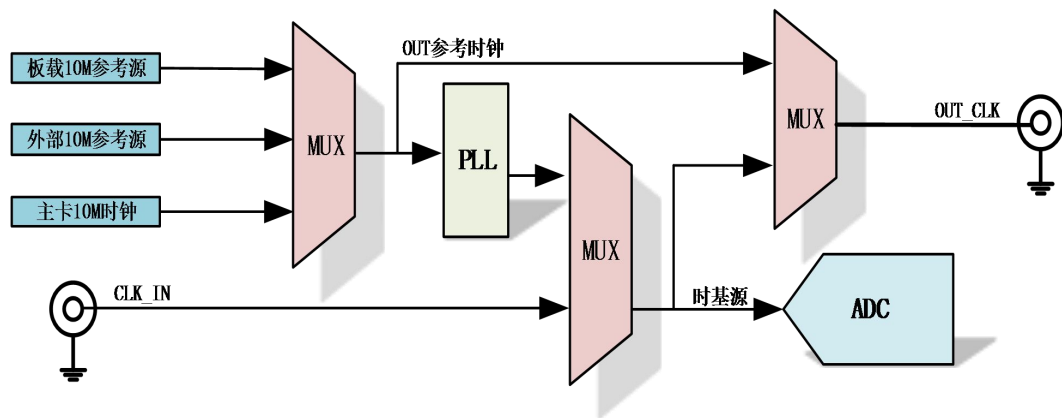 OUT参考时钟
板载10M参考源
MUX
外部10M参考源
MUX
OUT_CLK
PLL
主卡10M时钟
MUX
CLK_IN
时基源
ADC